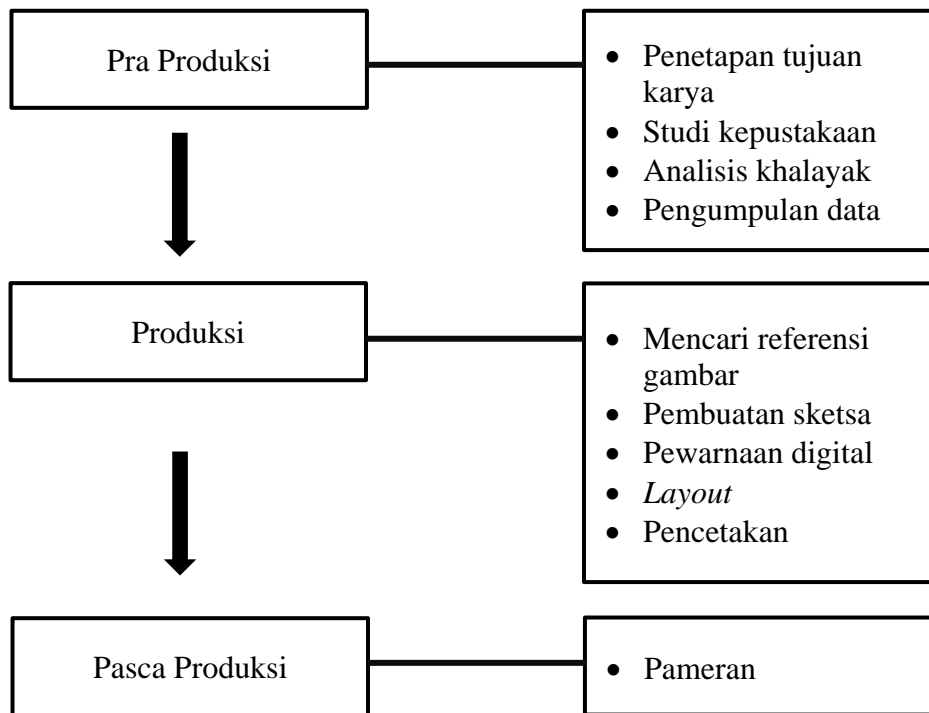 Pra Produksi
• Penetapan tujuan
karya
• Studi kepustakaan
• Analisis khalayak
• Pengumpulan data
Produksi
• Mencari referensi
gambar
• Pembuatan sketsa
• Pewarnaan digital
• Layout
• Pencetakan
Pasca Produksi
• Pameran